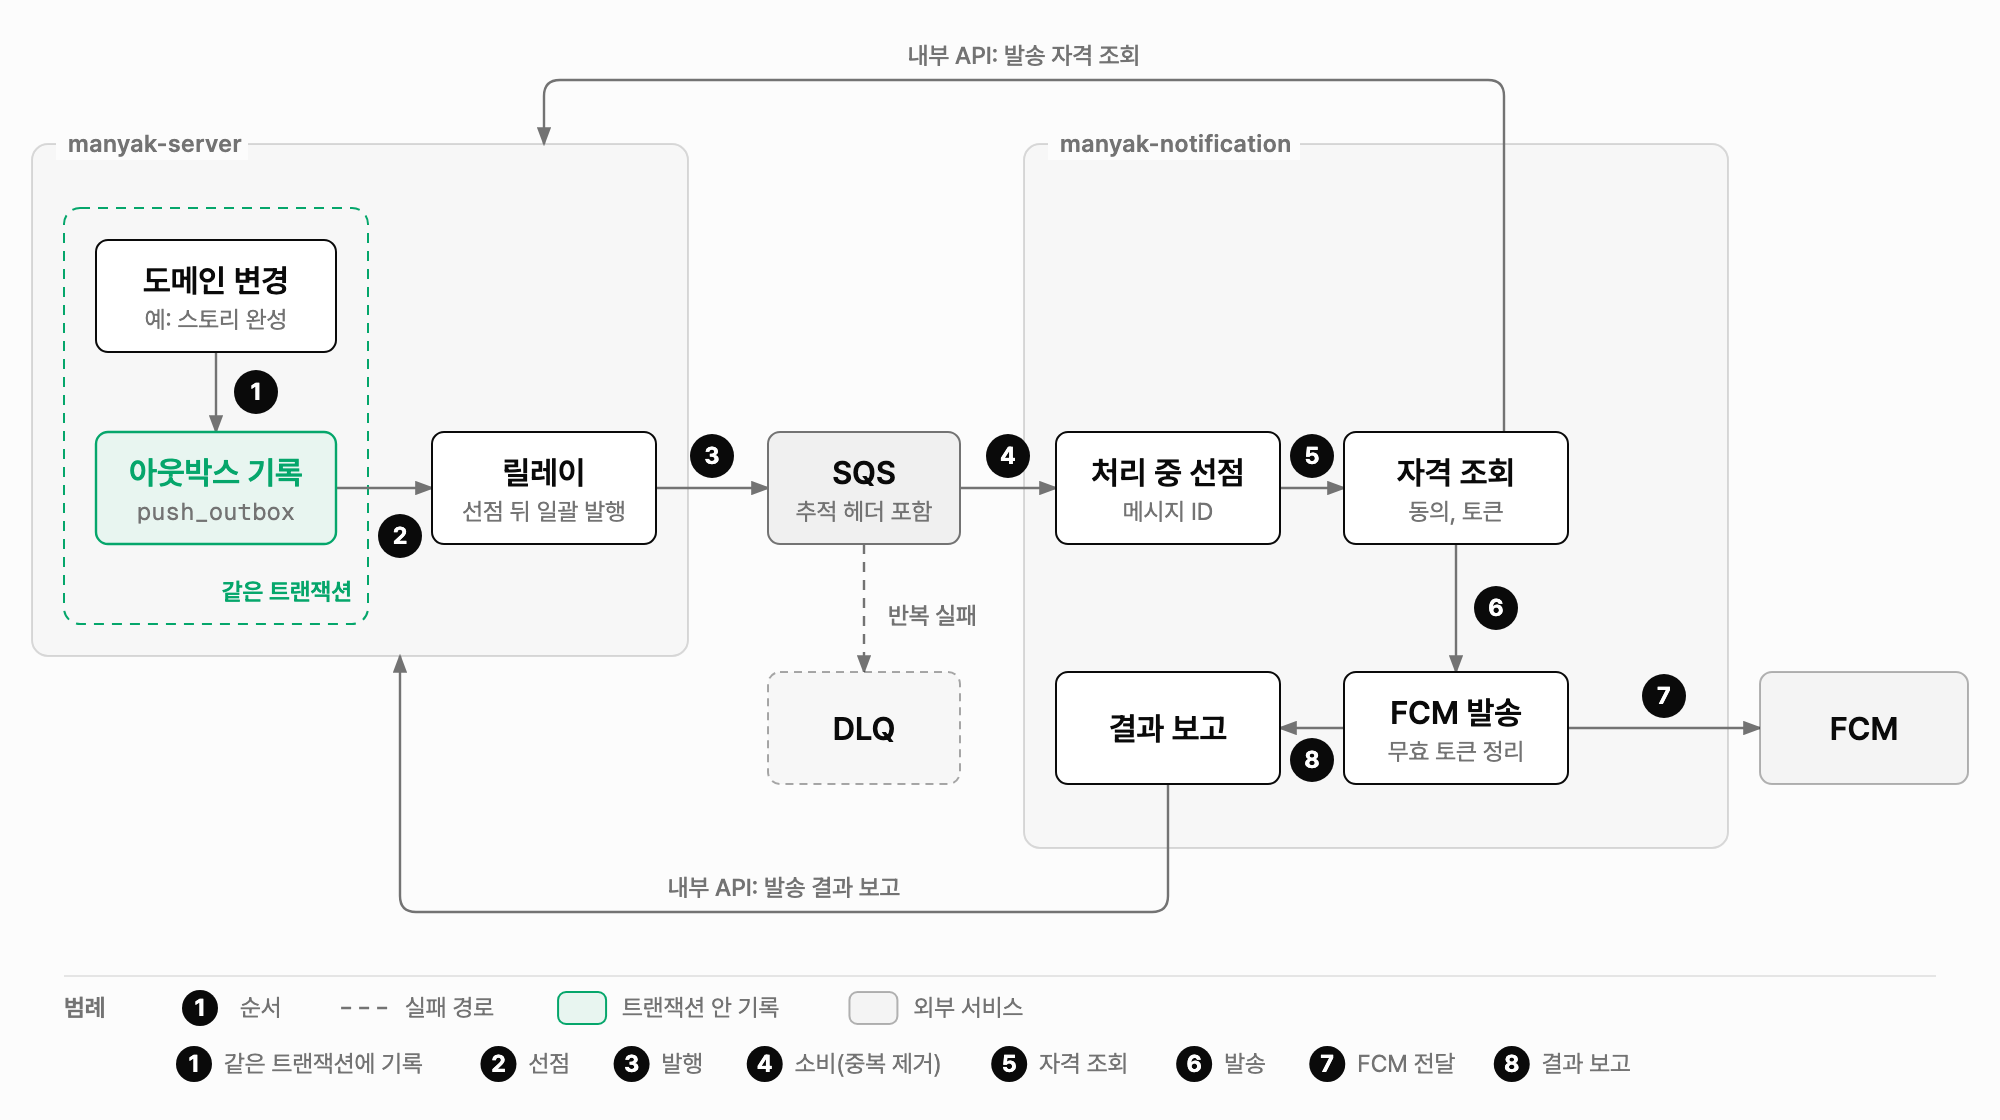 내부 API: 발송 자격 조회
manyak-server
manyak-notification
도메인 변경
예: 스토리 완성
1
아웃박스 기록
push_outbox
같은 트랜잭션
2
릴레이
선점 뒤 일괄 발행
3
SQS
추적 헤더 포함
4
처리 중 선점
메시지 ID
5
자격 조회
동의, 토큰
반복 실패
6
DLQ
결과 보고
8
FCM 발송
무효 토큰 정리
7
FCM
내부 API: 발송 결과 보고
범례
1 순서
실패 경로
트랜잭션 안 기록
외부 서비스
1 같은 트랜잭션에 기록
2 선점
3 발행
4 소비(중복 제거)
5 자격 조회
6 발송
7 FCM 전달
8 결과 보고